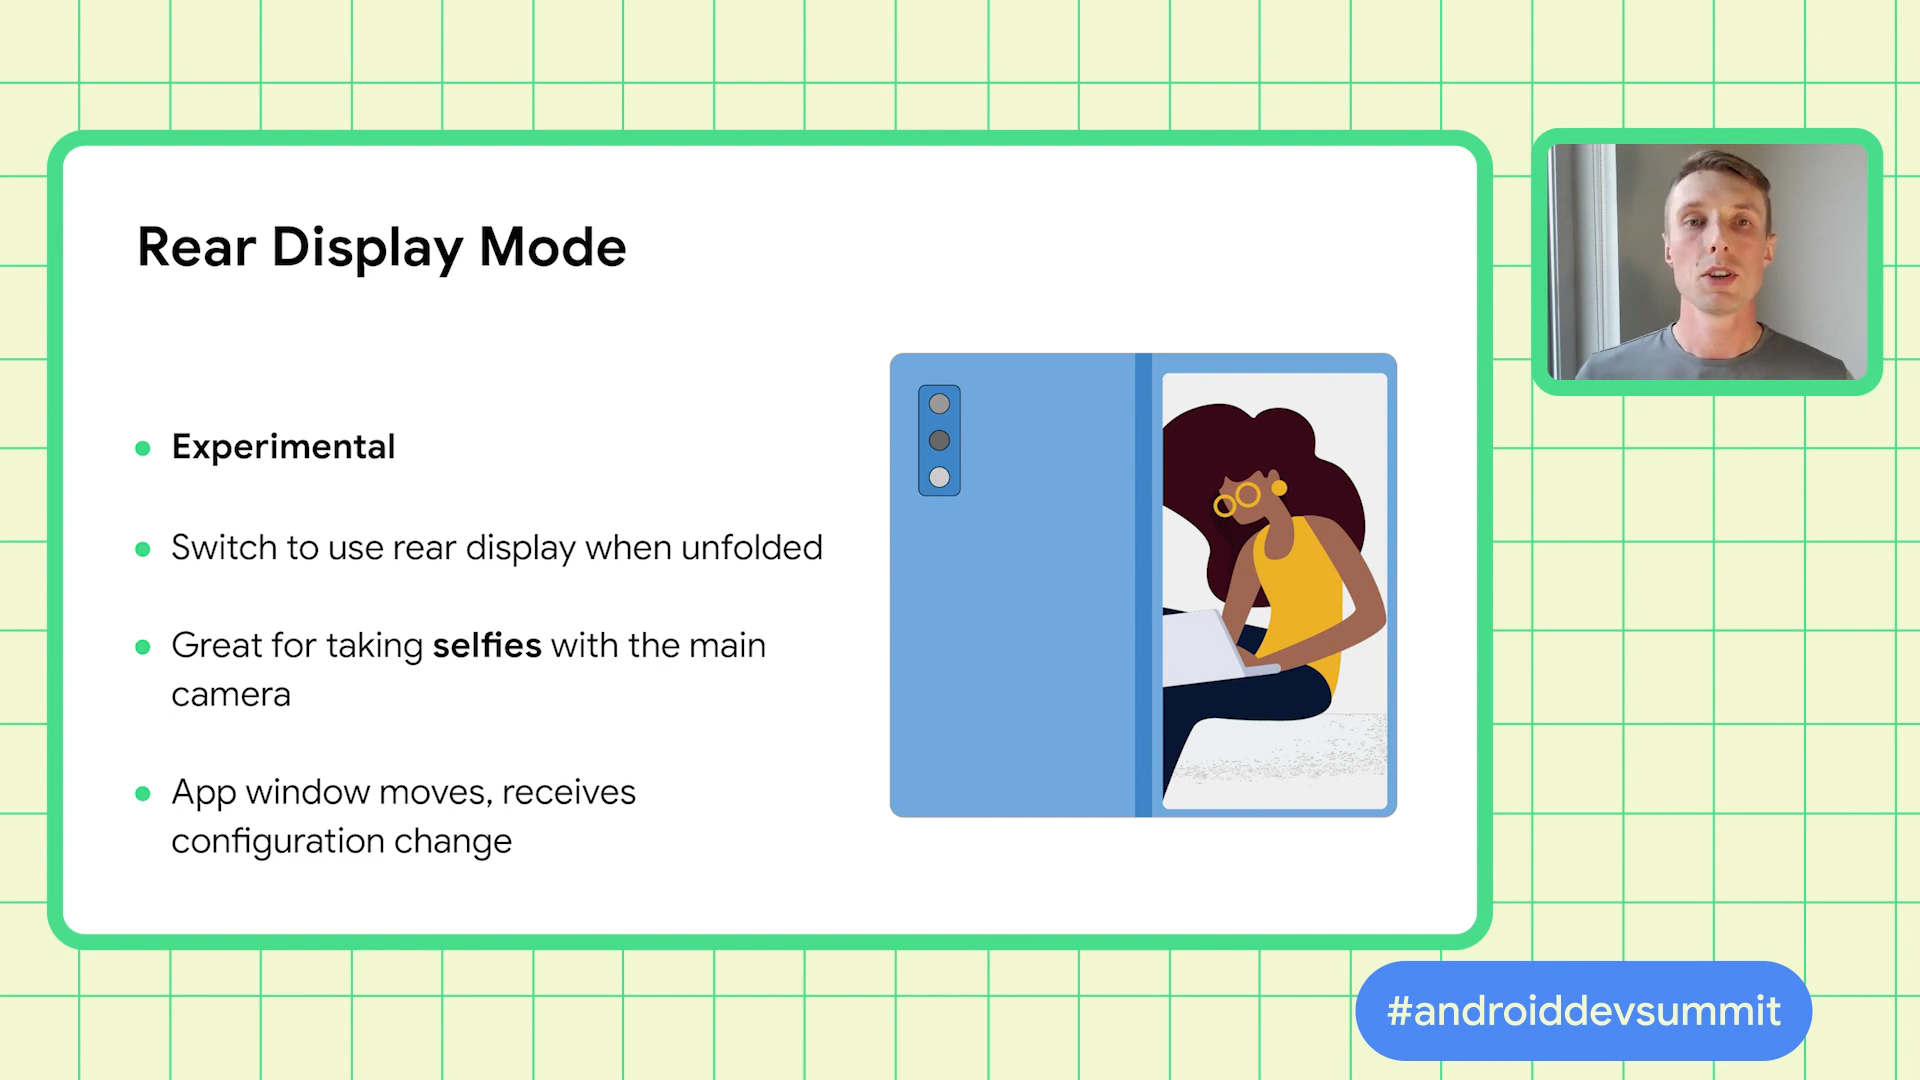 Rear Display Mode
Experimental
Switch to use rear display when unfolded
Great for taking selfies with the main
camera
App window moves, receives
configuration change
#androiddevsummit